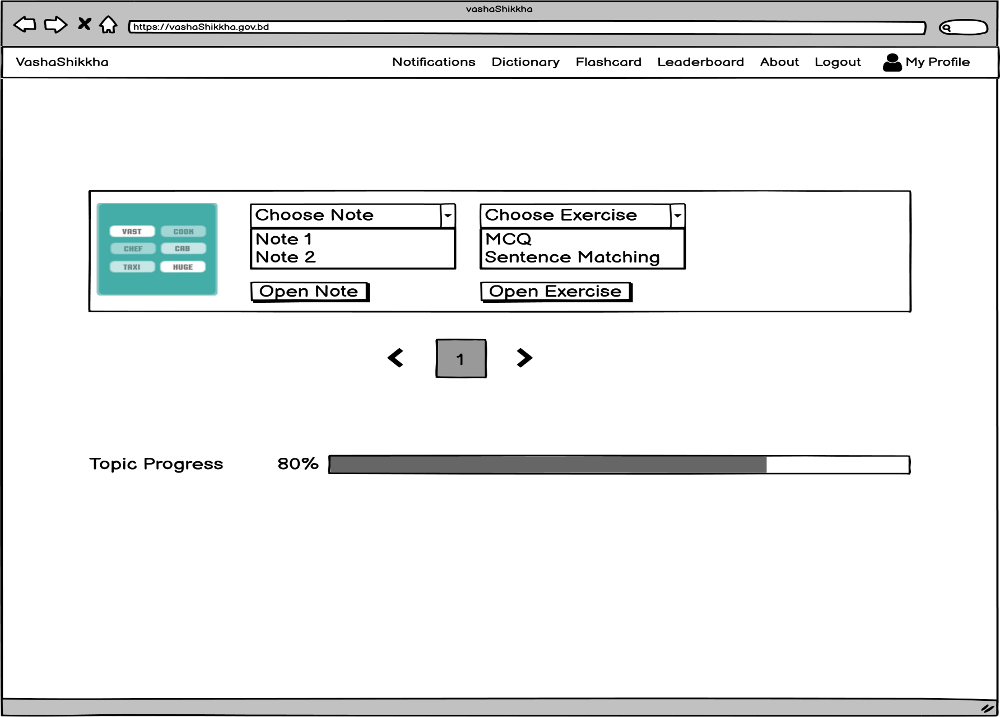 vashaShikkha
https://vashaShikkha.gov.bd
VashaShikkha Notifications Dictionary Flashcard Leaderboard About Logout My Profile
VAST COOK
CHEF CAB
TAXI HUGE
Choose Note
Note 1
Note 2
Open Note
Choose Exercise
MCQ
Sentence Matching
Open Exercise
< 1 >
Topic Progress 80%